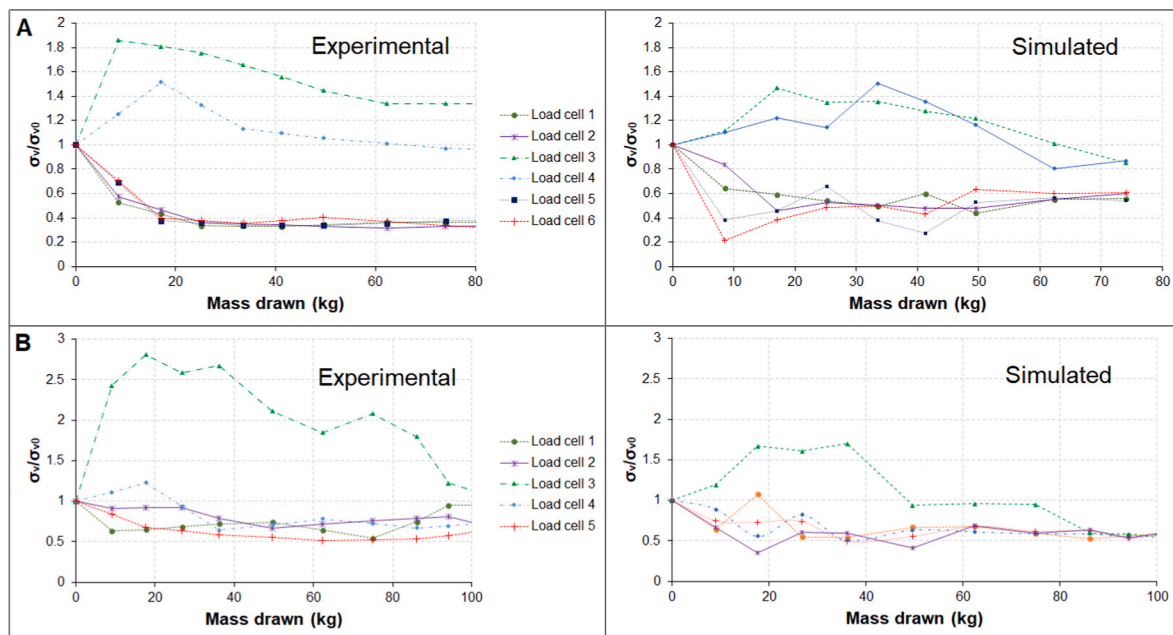 A
Experimental
σv/σv0
2
1.8
1.6
1.4
1.2
1
0.8
0.6
0.4
0.2
0
0 20 40 60 80
Mass drawn (kg)
Load cell 1
Load cell 2
Load cell 3
Load cell 4
Load cell 5
Load cell 6
Simulated
σv/σv0
2
1.8
1.6
1.4
1.2
1
0.8
0.6
0.4
0.2
0
0 10 20 30 40 50 60 70 80
Mass drawn (kg)
B
Experimental
σv/σv0
3
2.5
2
1.5
1
0.5
0
0 20 40 60 80 100
Mass drawn (kg)
Load cell 1
Load cell 2
Load cell 3
Load cell 4
Load cell 5
Simulated
σv/σv0
3
2.5
2
1.5
1
0.5
0
0 20 40 60 80 100
Mass drawn (kg)